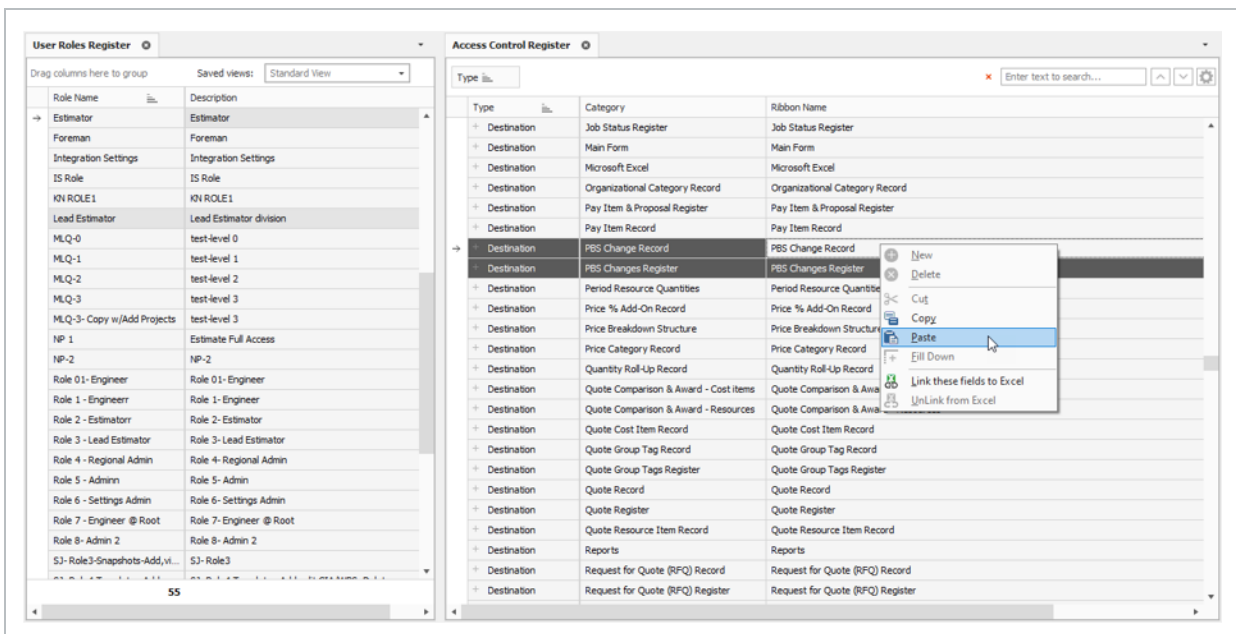 User Roles Register
Drag columns here to group Saved views: Standard View
Role Name Description
Estimator Estimator
Foreman Foreman
Integration Settings Integration Settings
IS Role IS Role
KN ROLE1 KN ROLE1
Lead Estimator Lead Estimator division
MLQ-0 test-level 0
MLQ-1 test-level 1
MLQ-2 test-level 2
MLQ-3 test-level 3
MLQ-3- Copy w/Add Projects test-level 3
NP 1 Estimate Full Access
NP-2 NP-2
Role 01- Engineer Role 01- Engineer
Role 1 - Engineerr Role 1- Engineer
Role 2 - Estimatorr Role 2- Estimator
Role 3 - Lead Estimator Role 3- Lead Estimator
Role 4 - Regional Admin Role 4- Regional Admin
Role 5 - Adminn Role 5- Admin
Role 6 - Settings Admin Role 6- Settings Admin
Role 7 - Engineer @ Root Role 7- Engineer @ Root
Role 8- Admin 2 Role 8- Admin 2
SJ- Role3-Snapshots-Add,vi... SJ- Role3
55
Access Control Register
Type
Enter text to search...
Type Category Ribbon Name
Destination Job Status Register Job Status Register
Destination Main Form Main Form
Destination Microsoft Excel Microsoft Excel
Destination Organizational Category Record Organizational Category Record
Destination Pay Item & Proposal Register Pay Item & Proposal Register
Destination Pay Item Record Pay Item Record
Destination PBS Change Record PBS Change Record
Destination PBS Changes Register PBS Changes Register
Destination Period Resource Quantities Period Resource Quantitie
Destination Price % Add-On Record Price % Add-On Record
Destination Price Breakdown Structure Price Breakdown Structure
Destination Price Category Record Price Category Record
Destination Quantity Roll-Up Record Quantity Roll-Up Record
Destination Quote Comparison & Award - Cost items Quote Comparison & Awa
Destination Quote Comparison & Award - Resources Quote Comparison & Awa
Destination Quote Cost Item Record Quote Cost Item Record
Destination Quote Group Tag Record Quote Group Tag Record
Destination Quote Group Tags Register Quote Group Tags Register
Destination Quote Record Quote Record
Destination Quote Register Quote Register
Destination Quote Resource Item Record Quote Resource Item Record
Destination Reports Reports
Destination Request for Quote (RFQ) Record Request for Quote (RFQ) Record
Destination Request for Quote (RFQ) Register Request for Quote (RFQ) Register
New
Delete
Cut
Copy
Paste
Fill Down
Link these fields to Excel
UnLink from Excel